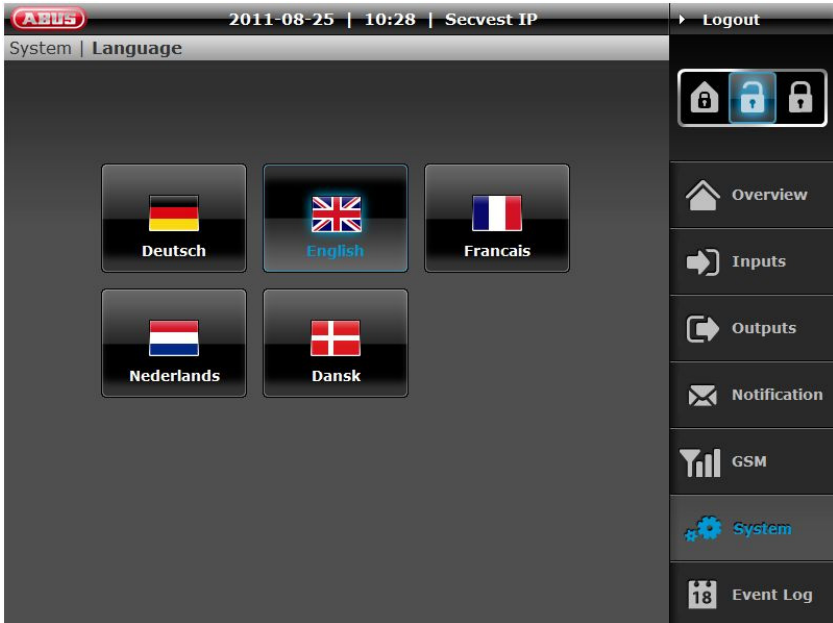 ABUS 2011-08-25 | 10:28 | Secvest IP Logout
System | Language
Deutsch
English
Francais
Nederlands
Dansk
Overview
Inputs
Outputs
Notification
GSM
System
18 Event Log